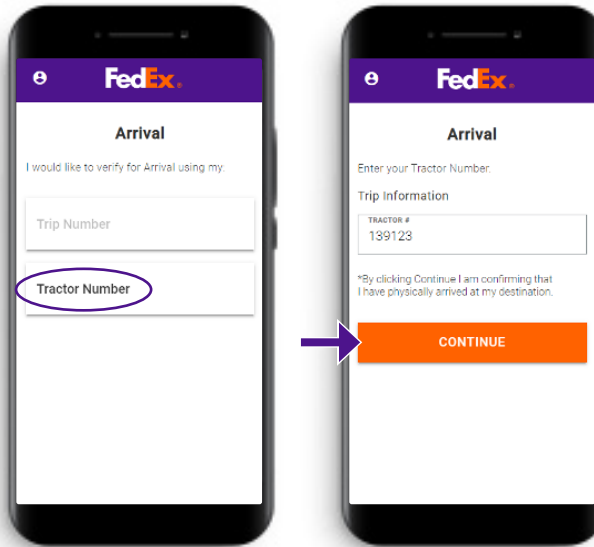 FedEx.
Arrival
I would like to verify for Arrival using my:
Trip Number
Tractor Number
FedEx.
Arrival
Enter your Tractor Number.
Trip Information
TRACTOR #
139123
*By clicking Continue I am confirming that
I have physically arrived at my destination.
CONTINUE